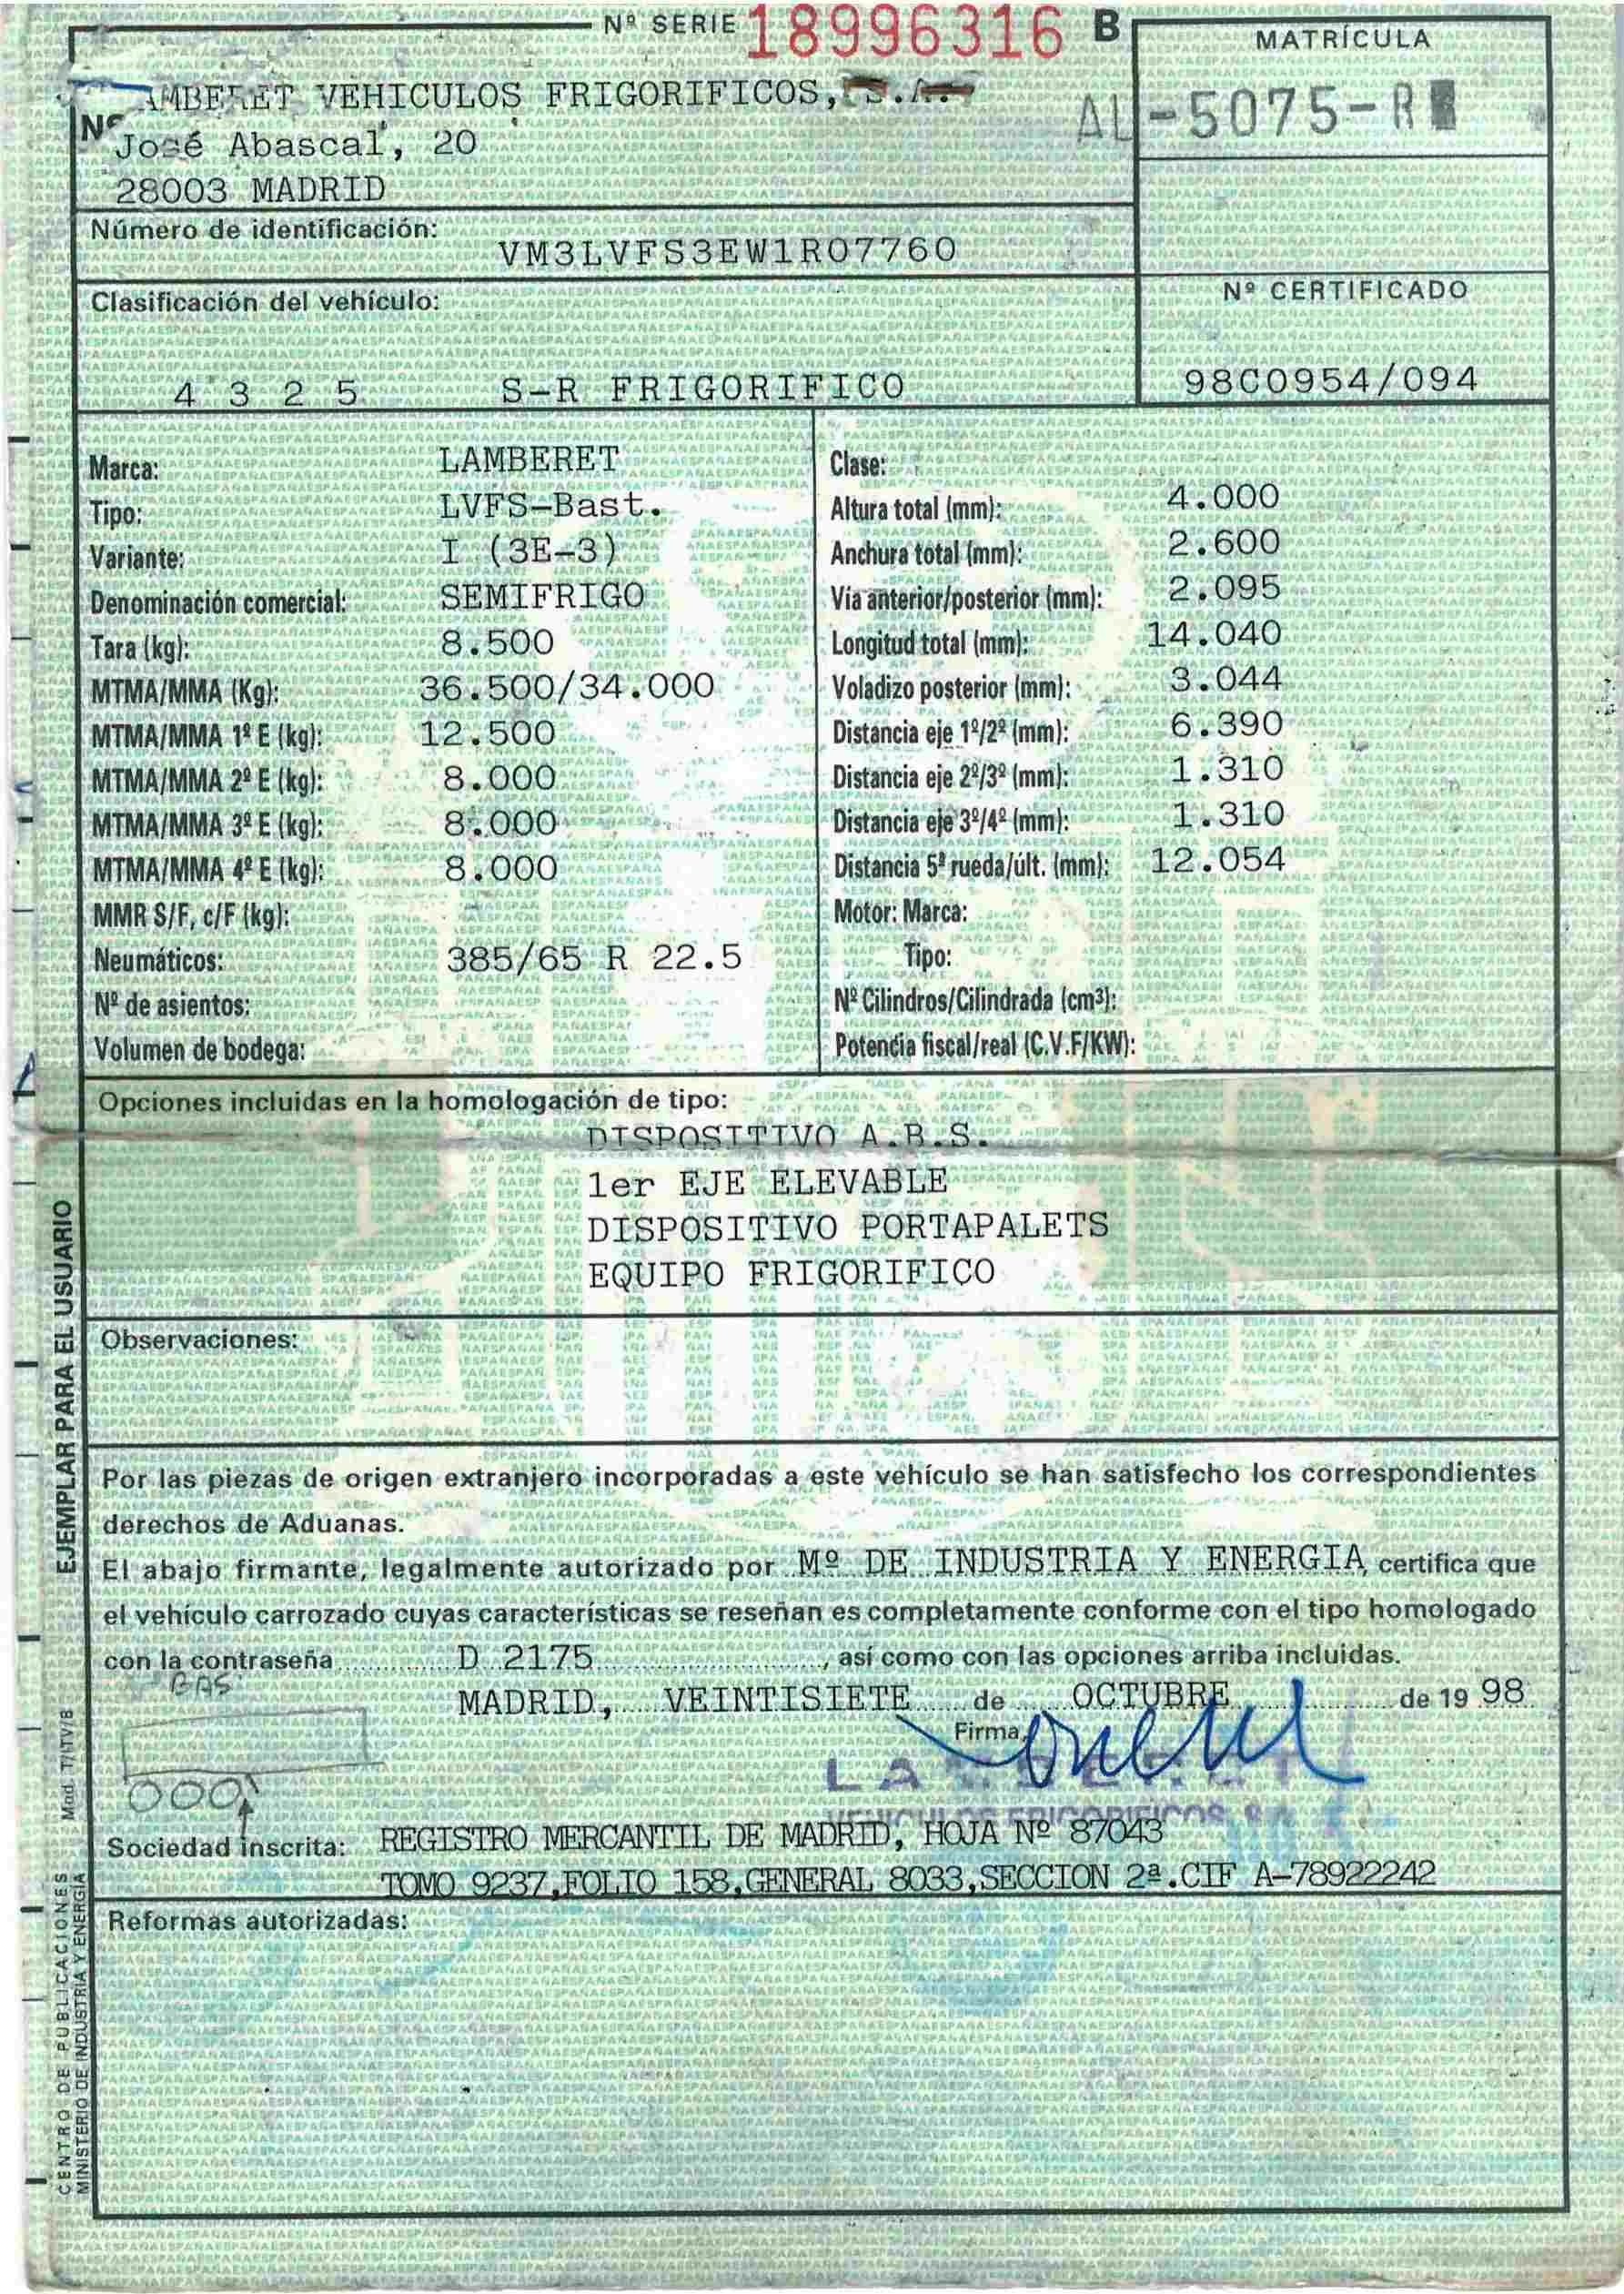 Nº SERIE 18996316 B
MATRÍCULA
AMBERET VEHICULOS FRIGORIFICOS, S.A.
AL-5075-R
José Abascal, 20
28003 MADRID
Número de identificación:
VM3LVFS3EW1R07760
Clasificación del vehículo:
Nº CERTIFICADO
4 3 2 5 S-R FRIGORIFICO
98C0954/094
Marca: LAMBERET
Tipo: LVFS-Bast.
Variante: I (3E-3)
Denominación comercial: SEMIFRIGO
Tara (kg): 8.500
MTMA/MMA (Kg): 36.500/34.000
MTMA/MMA 1º E (kg): 12.500
MTMA/MMA 2º E (kg): 8.000
MTMA/MMA 3º E (kg): 8.000
MTMA/MMA 4º E (kg): 8.000
MMR S/F, c/F (kg):
Neumáticos: 385/65 R 22.5
Nº de asientos:
Volumen de bodega:
Clase:
Altura total (mm): 4.000
Anchura total (mm): 2.600
Vía anterior/posterior (mm): 2.095
Longitud total (mm): 14.040
Voladizo posterior (mm): 3.044
Distancia eje 1º/2º (mm): 6.390
Distancia eje 2º/3º (mm): 1.310
Distancia eje 3º/4º (mm): 1.310
Distancia 5ª rueda/últ. (mm): 12.054
Motor: Marca:
Tipo:
Nº Cilindros/Cilindrada (cm³):
Potencia fiscal/real (C.V.F/KW):
Opciones incluidas en la homologación de tipo:
DISPOSITIVO A.B.S.
1er EJE ELEVABLE
DISPOSITIVO PORTAPALETS
EQUIPO FRIGORIFICO
Observaciones:
Por las piezas de origen extranjero incorporadas a este vehículo se han satisfecho los correspondientes
derechos de Aduanas.
El abajo firmante, legalmente autorizado por Mº DE INDUSTRIA Y ENERGIA, certifica que
el vehículo carrozado cuyas características se reseñan es completamente conforme con el tipo homologado
con la contraseña D 2175, así como con las opciones arriba incluidas.
GAS
MADRID, VEINTISIETE de OCTUBRE de 19 98
Firma,
LAMBERET
VEHICULOS FRIGORIFICOS
000
Sociedad inscrita: REGISTRO MERCANTIL DE MADRID, HOJA Nº 87043
TOMO 9237,FOLIO 158,GENERAL 8033,SECCION 2ª.CIF A-78922242
Reformas autorizadas:
EJEMPLAR PARA EL USUARIO
Mod. T/ITV/B
CENTRO DE PUBLICACIONES
MINISTERIO DE INDUSTRIA Y ENERGÍA